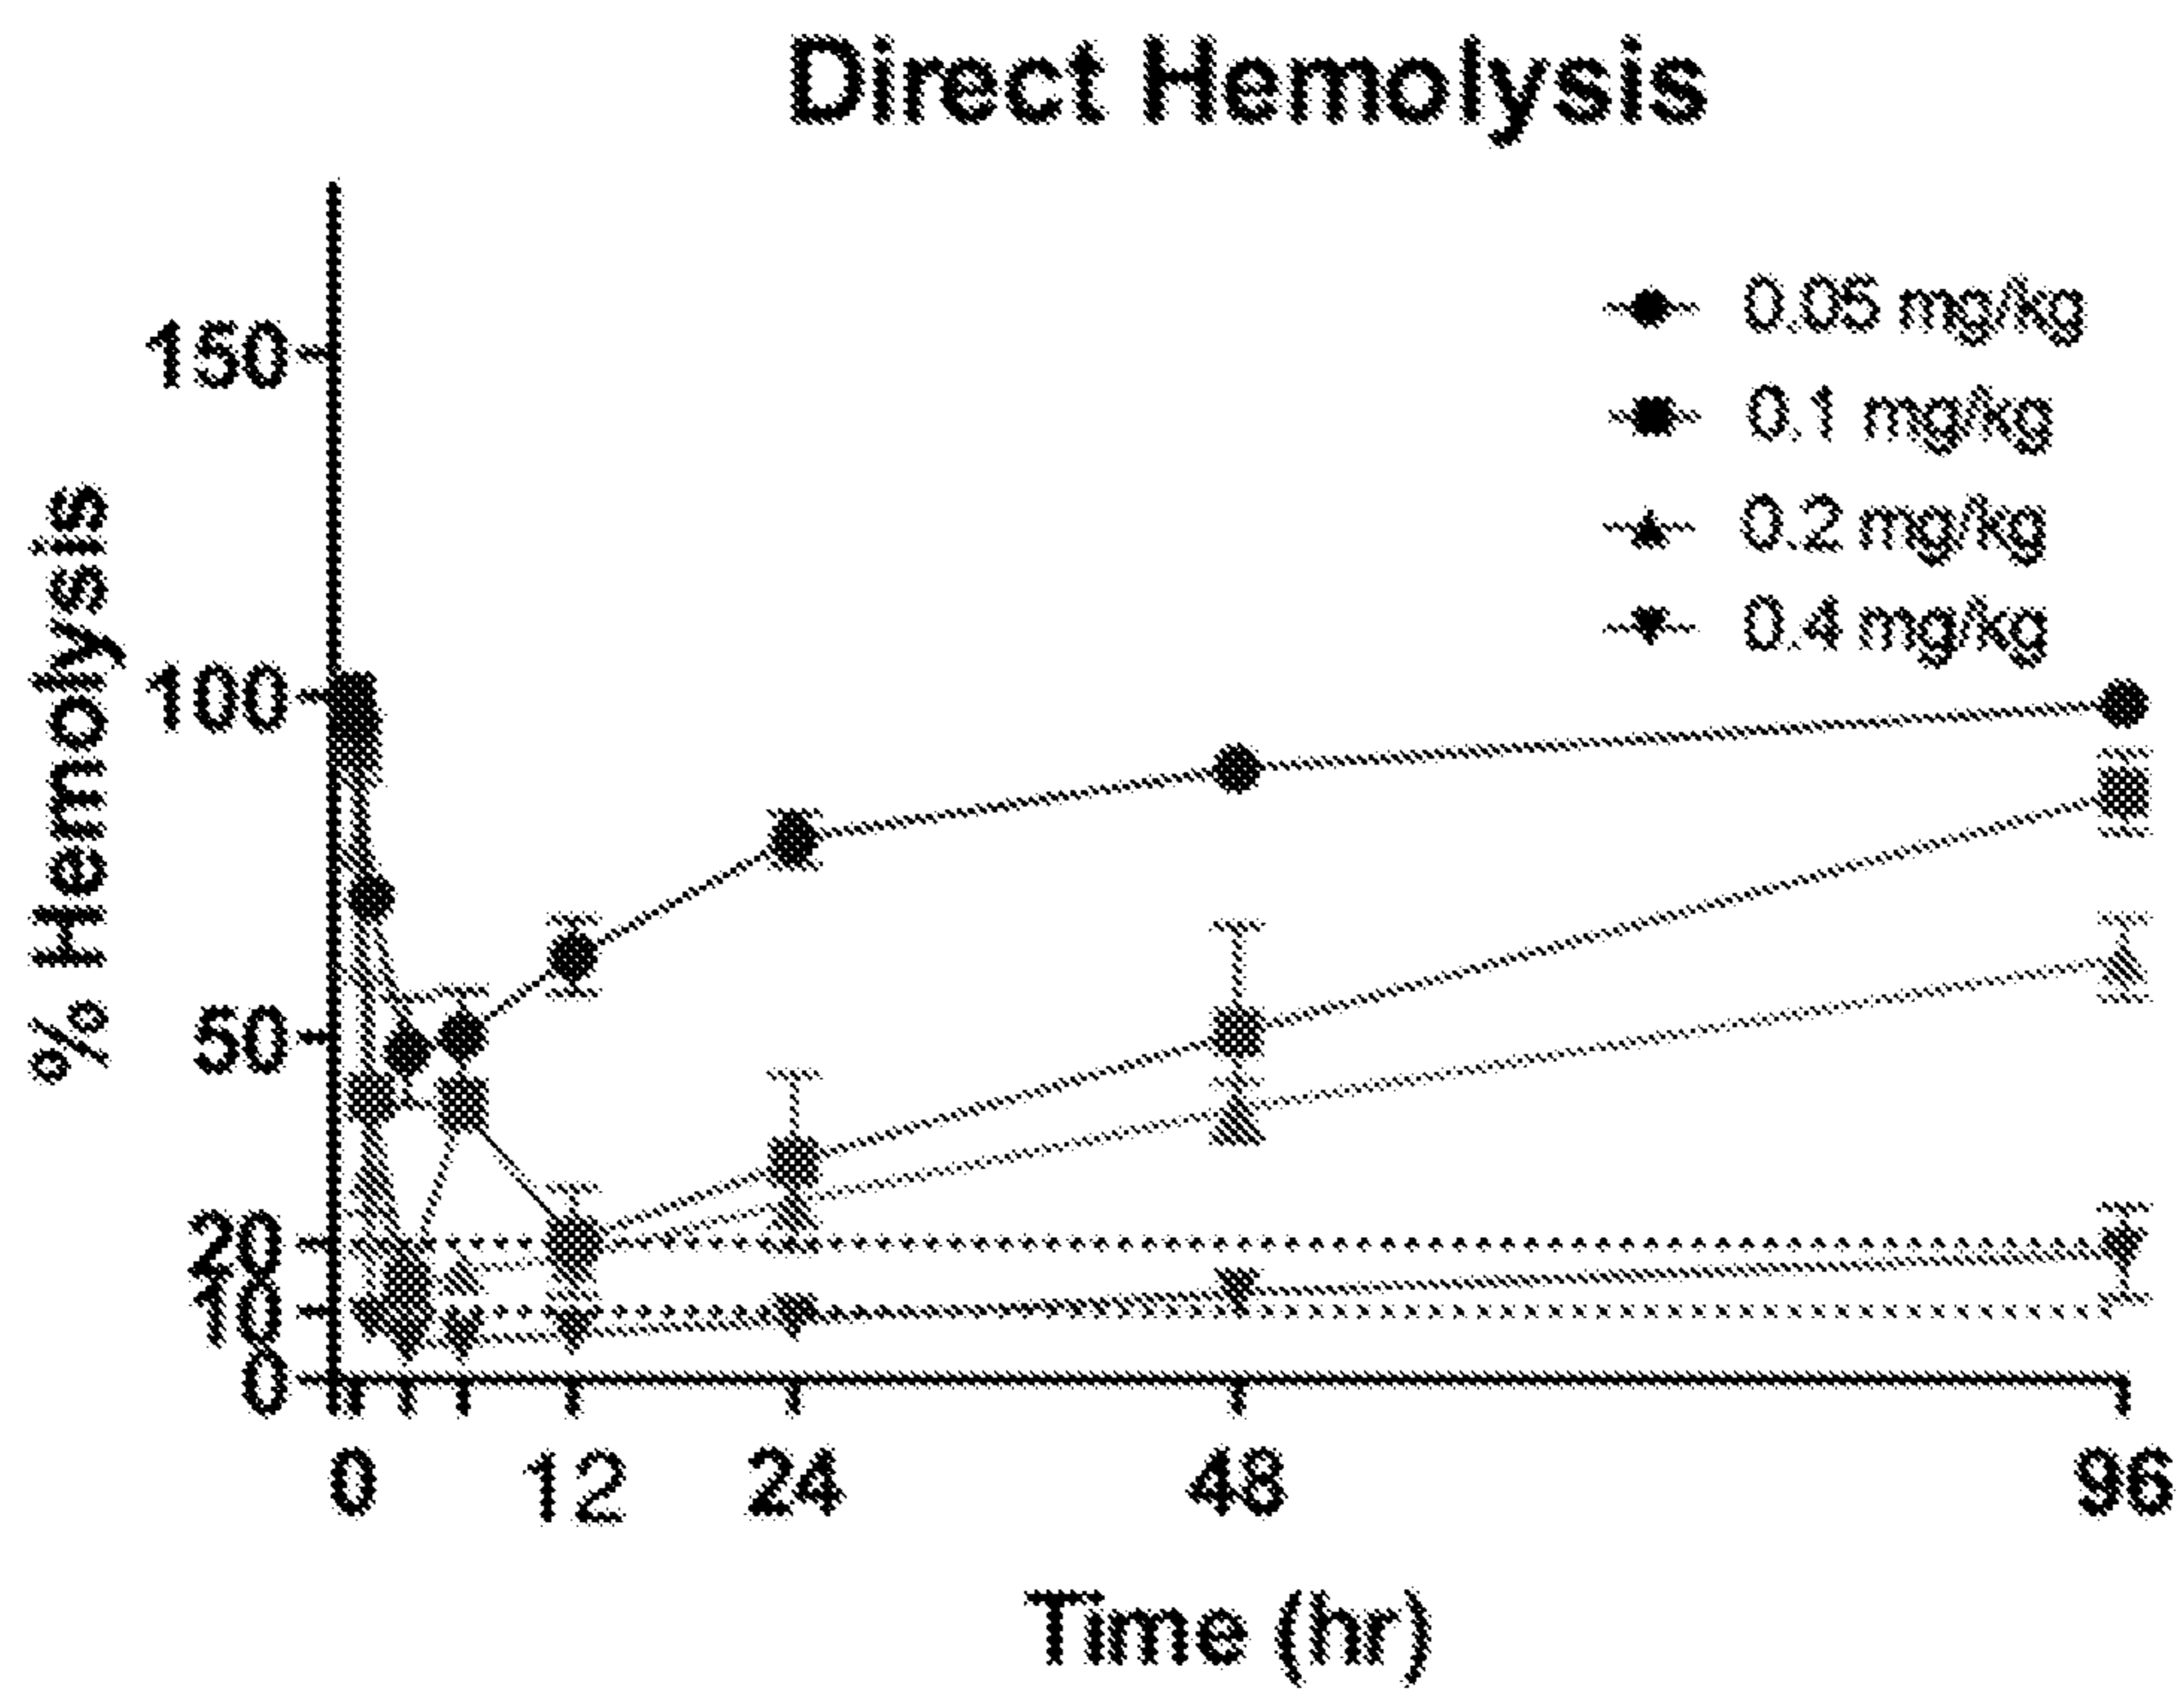 Direct Hemolysis
% Hemolysis
150
100
50
20
10
0
0.05 mg/kg
0.1 mg/kg
0.2 mg/kg
0.4 mg/kg
0 12 24 48 96
Time (hr)